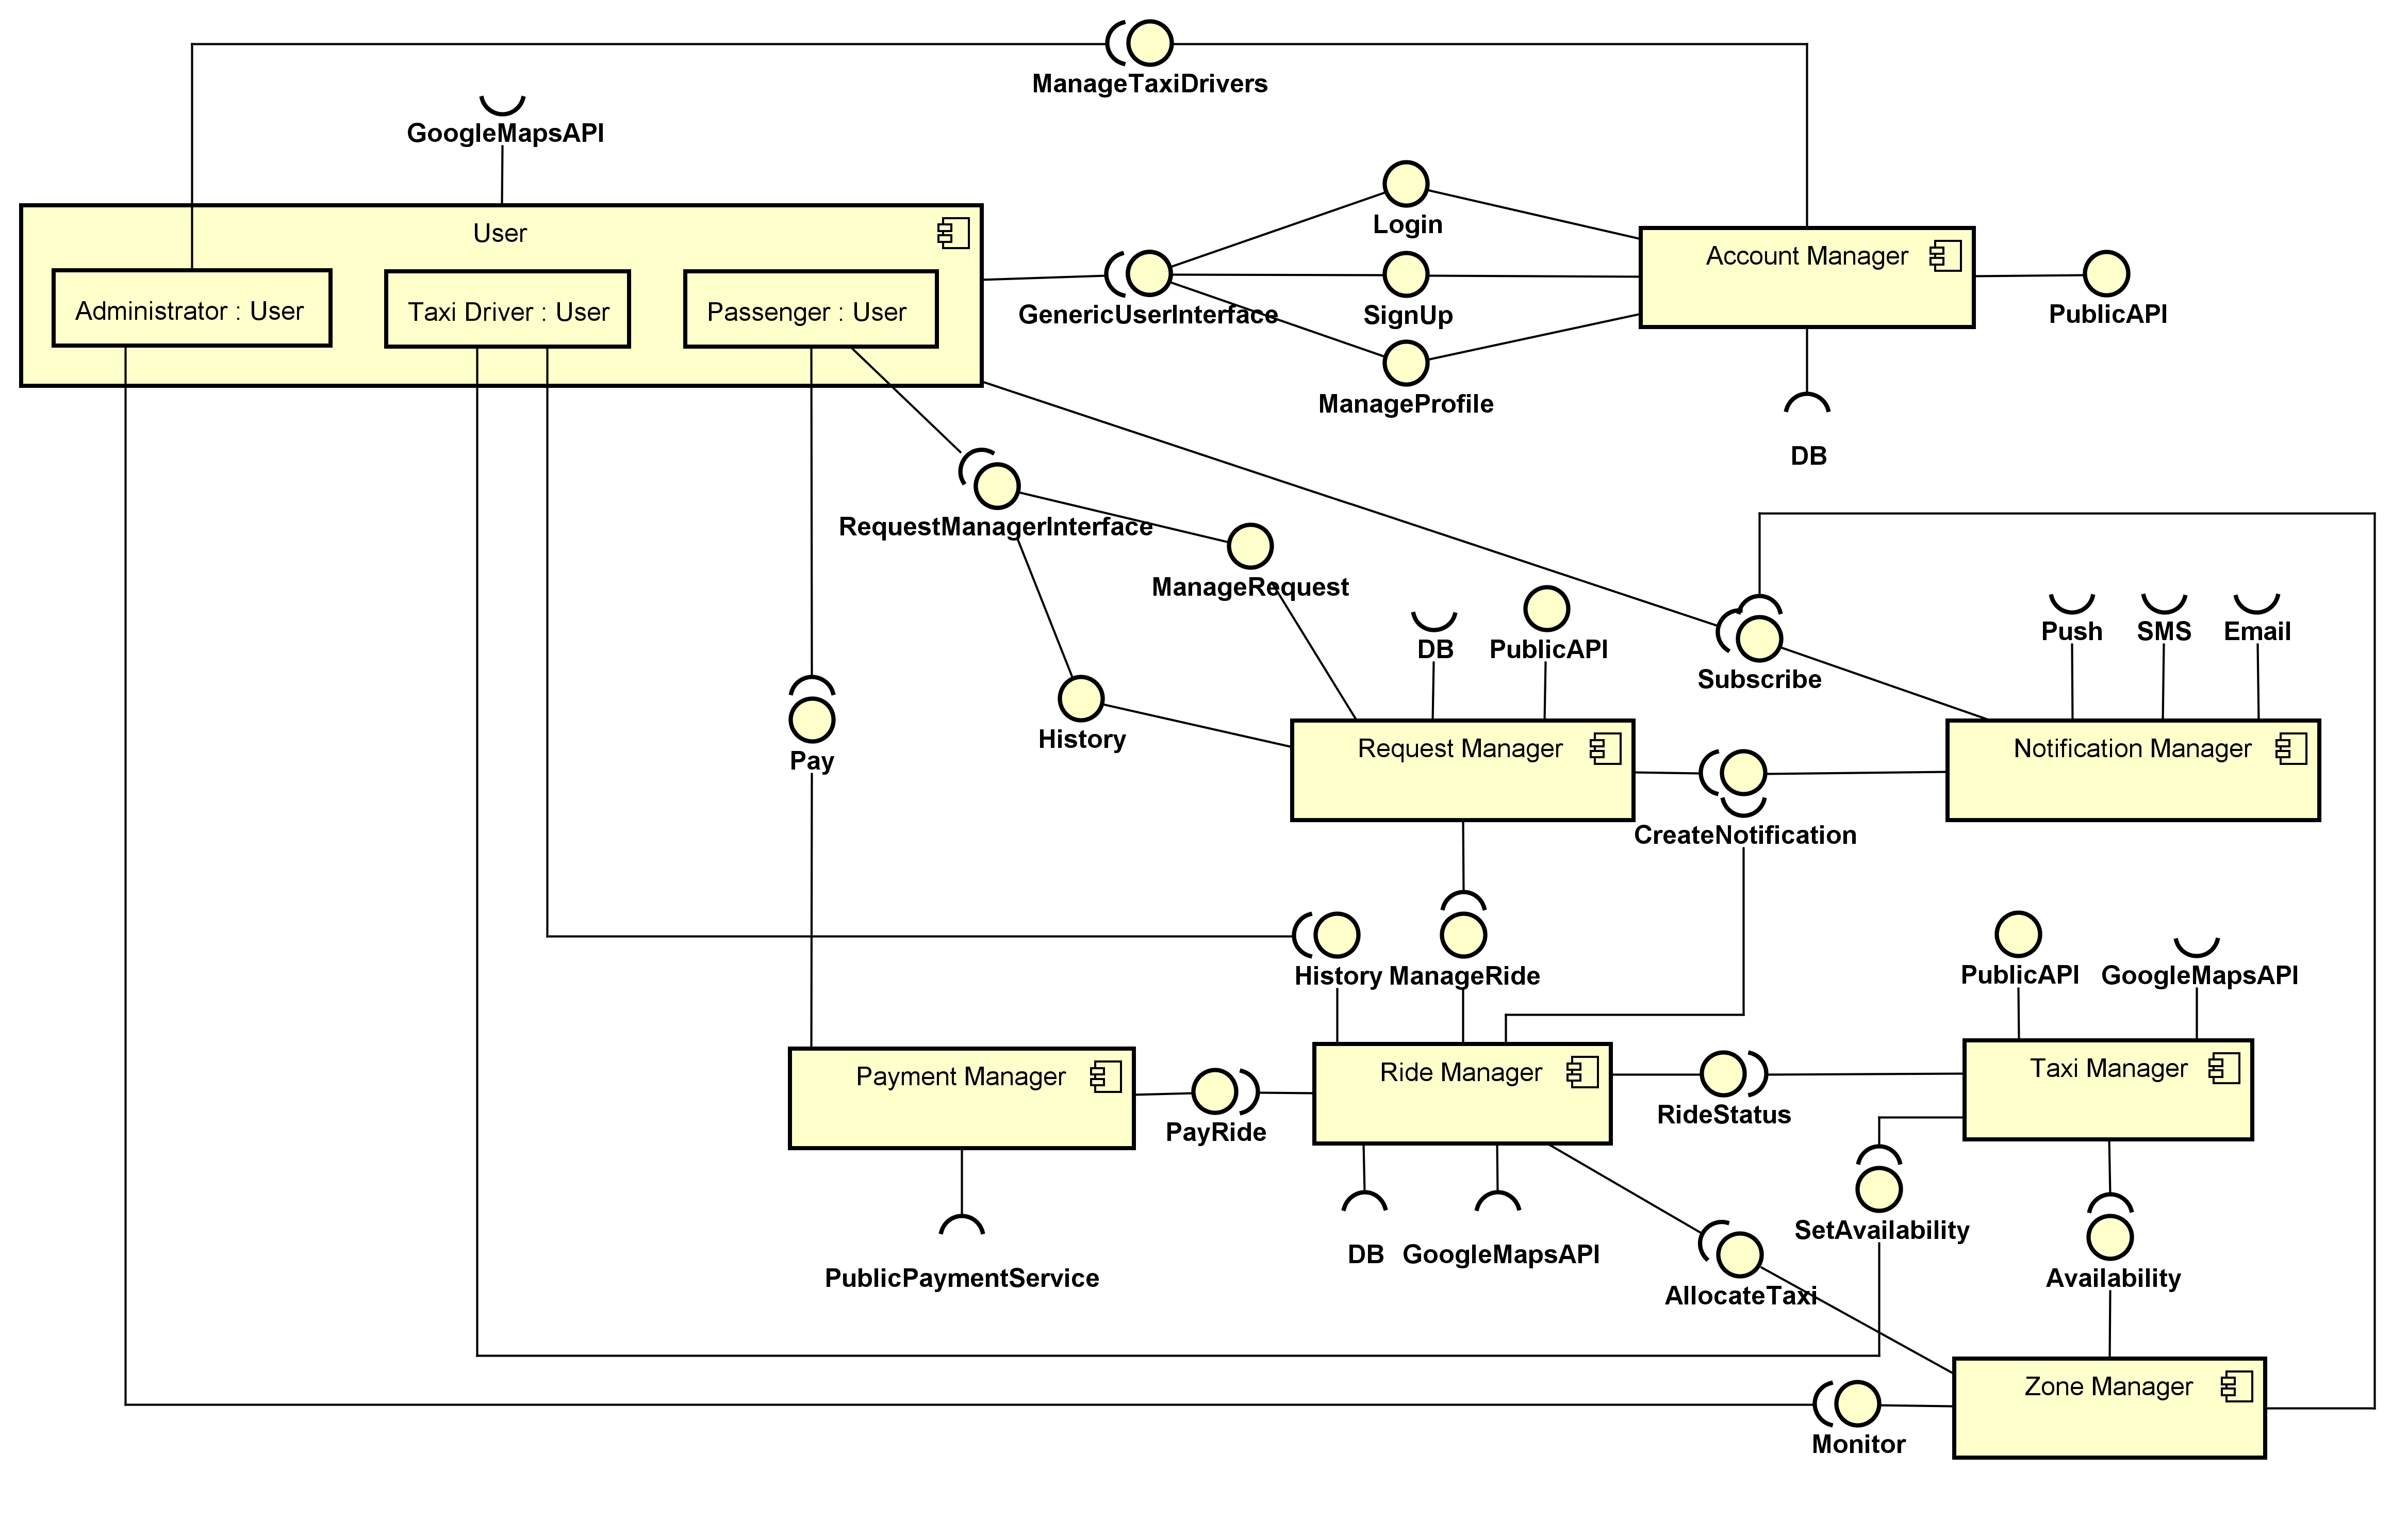 ManageTaxiDrivers
GoogleMapsAPI
User
Administrator : User
Taxi Driver : User
Passenger : User
Login
GenericUserInterface
SignUp
ManageProfile
Account Manager
PublicAPI
DB
RequestManagerInterface
ManageRequest
History
Pay
DB
PublicAPI
Subscribe
Push
SMS
Email
Request Manager
Notification Manager
CreateNotification
History
ManageRide
PublicAPI
GoogleMapsAPI
Payment Manager
PayRide
Ride Manager
RideStatus
Taxi Manager
PublicPaymentService
DB
GoogleMapsAPI
AllocateTaxi
SetAvailability
Availability
Monitor
Zone Manager